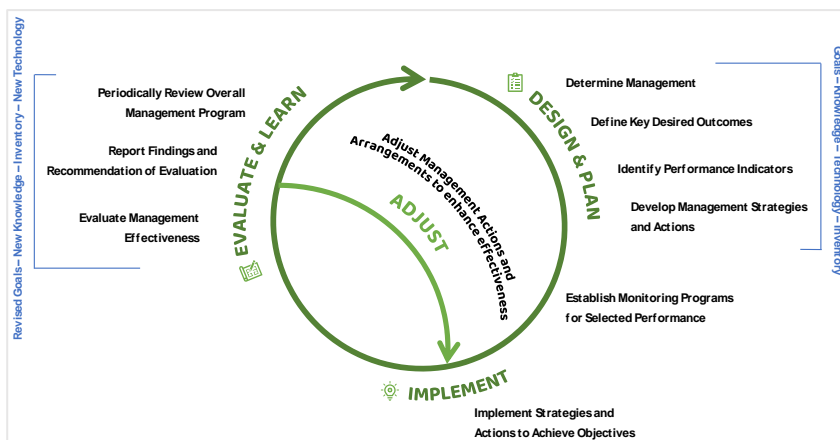 Revised Goals – New Knowledge – Inventory – New Technology
Periodically Review Overall
Management Program
Report Findings and
Recommendation of Evaluation
Evaluate Management
Effectiveness
EVALUATE & LEARN
Adjust Management Actions and
Arrangements to enhance effectiveness
ADJUST
DESIGN & PLAN
Determine Management
Define Key Desired Outcomes
Identify Performance Indicators
Develop Management Strategies
and Actions
Goals – Knowledge – Technology – Inventory
Establish Monitoring Programs
for Selected Performance
IMPLEMENT
Implement Strategies and
Actions to Achieve Objectives